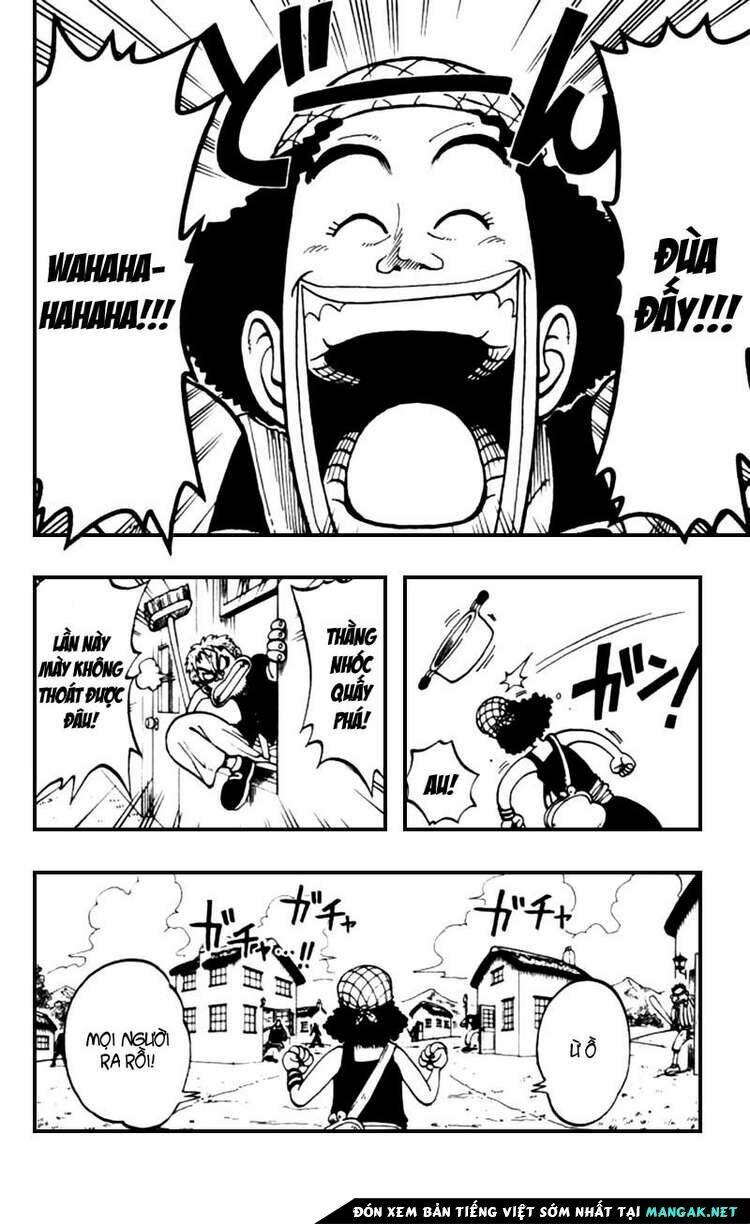 どん
ĐÙA
ĐẤY!!!
WAHAHA-
HAHAHA!!!
ガン!
AU!
THẰNG
NHÓC
QUẤY
PHÁ!
LẦN NÀY
MÀY KHÔNG
THOÁT ĐƯỢC
ĐÂU!
ガチャ
ガチャ
ガチャ...!!
Ừ Ồ
MỌI NGƯỜI
RA RỒI!
ĐÓN XEM BẢN TIẾNG VIỆT SỚM NHẤT TẠI MANGAK.NET